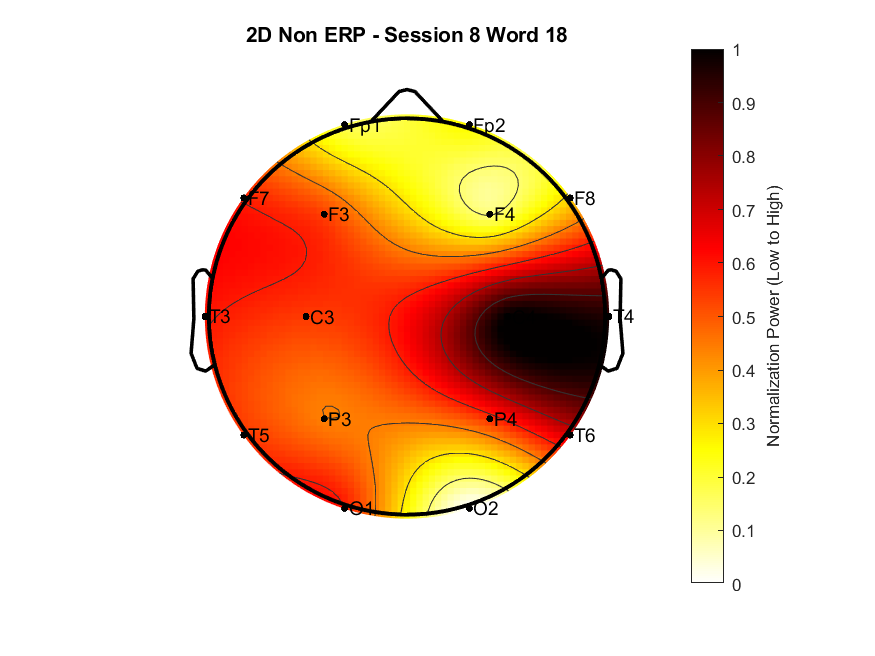 2D Non ERP - Session 8 Word 18
Fp1
Fp2
F7
F3
F4
F8
T3
C3
T4
T5
P3
P4
T6
O1
O2
1
0.9
0.8
0.7
0.6
0.5
0.4
0.3
0.2
0.1
0
Normalization Power (Low to High)